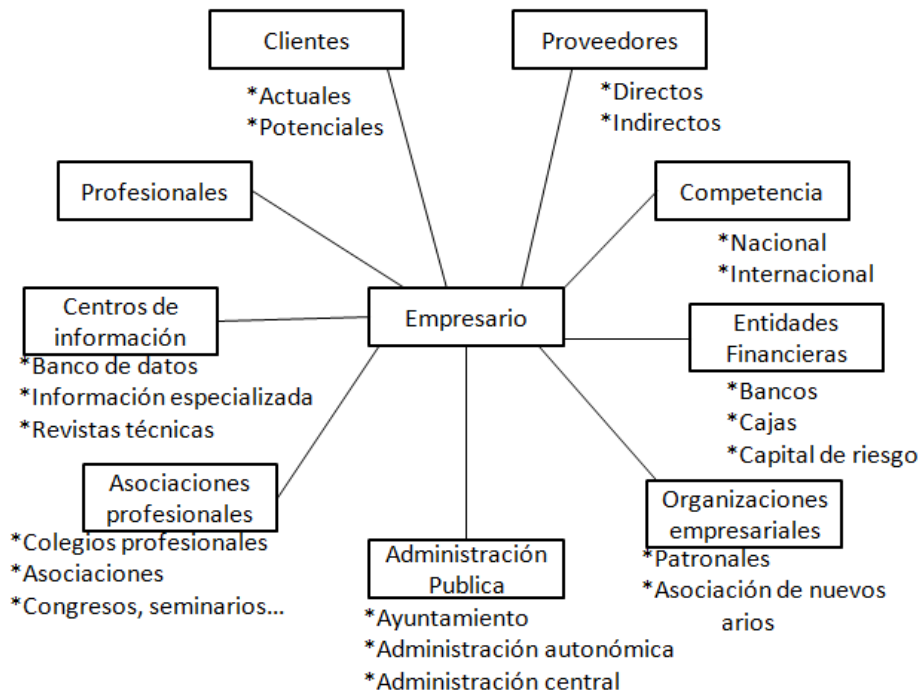 Clientes
*Actuales
*Potenciales
Proveedores
*Directos
*Indirectos
Profesionales
Competencia
*Nacional
*Internacional
Centros de
información
*Banco de datos
*Información especializada
*Revistas técnicas
Empresario
Entidades
Financieras
*Bancos
*Cajas
*Capital de riesgo
Asociaciones
profesionales
*Colegios profesionales
*Asociaciones
*Congresos, seminarios...
Administración
Publica
*Ayuntamiento
*Administración autonómica
*Administración central
Organizaciones
empresariales
*Patronales
*Asociación de nuevos
arios